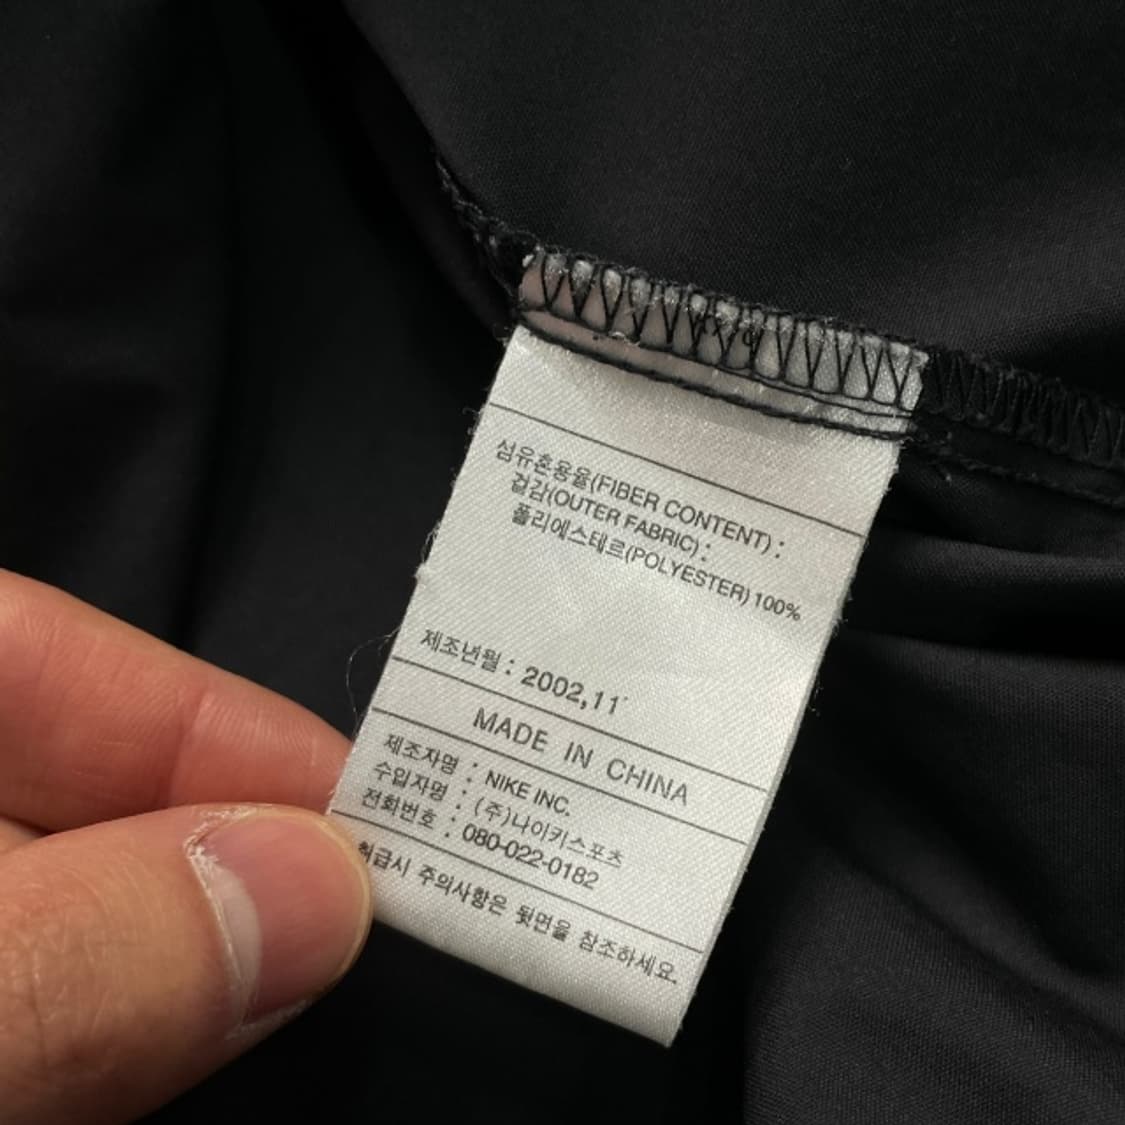 섬유혼용율(FIBER CONTENT) :
겉감(OUTER FABRIC) :
폴리에스테르(POLYESTER) 100%
제조년월 : 2002,11
MADE IN CHINA
제조자명 : NIKE INC.
수입자명 : (주)나이키스포츠
전화번호 : 080-022-0182
취급시 주의사항은 뒷면을 참조하세요.